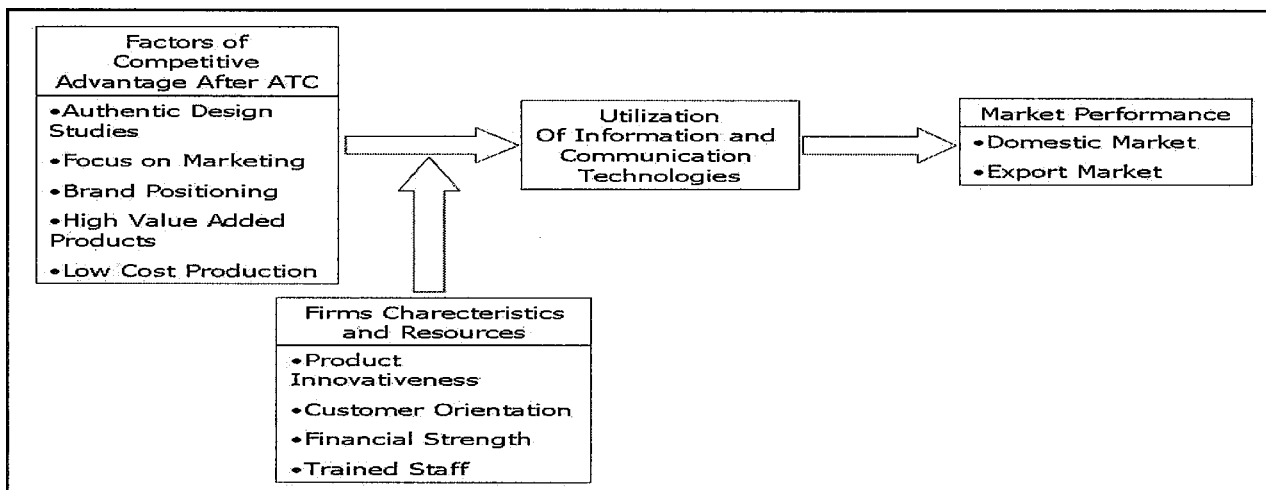 Factors of
Competitive
Advantage After ATC
•Authentic Design
Studies
•Focus on Marketing
•Brand Positioning
•High Value Added
Products
•Low Cost Production
Utilization
Of Information and
Communication
Technologies
Market Performance
•Domestic Market
•Export Market
Firms Charecteristics
and Resources
•Product
Innovativeness
•Customer Orientation
•Financial Strength
•Trained Staff